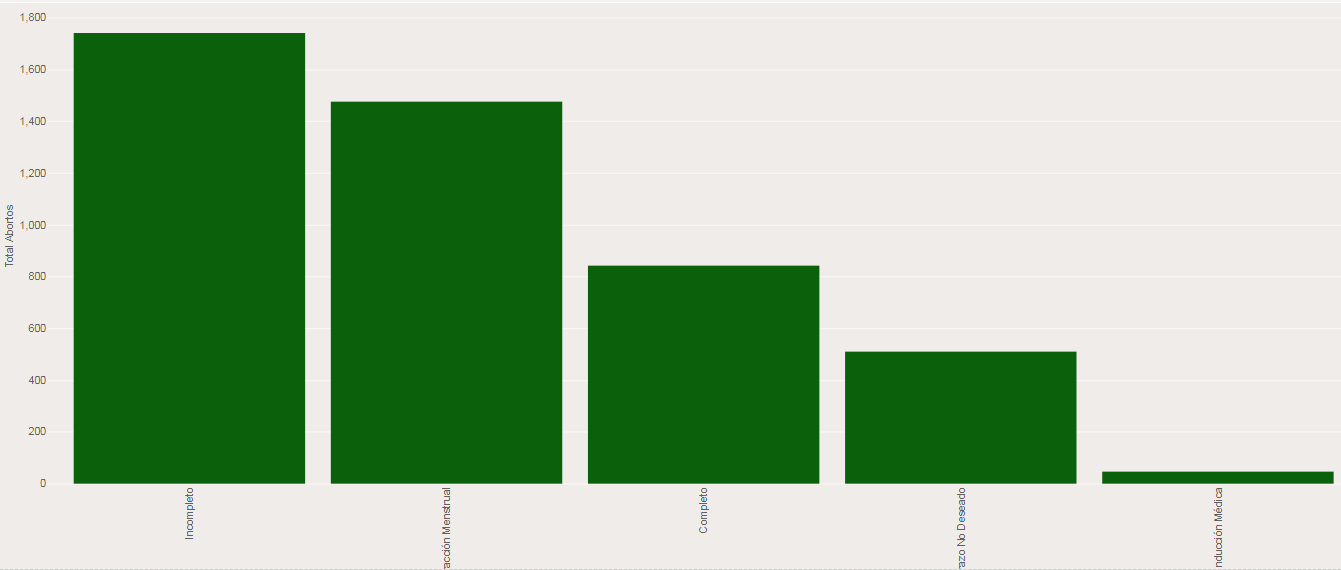 1,800
1,600
1,400
1,200
1,000
800
600
400
200
0
Total Abortos
Incompleto
acción Menstrual
Completo
razo No Deseado
nducción Médica